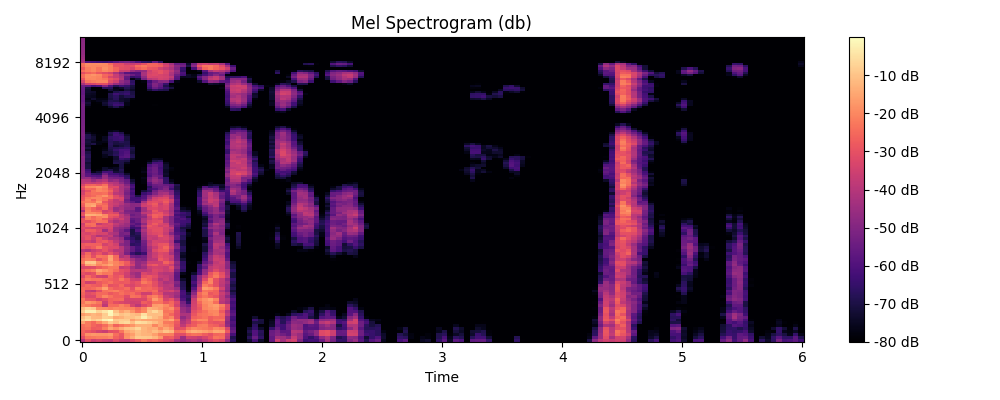 Mel Spectrogram (db)
8192
4096
2048
1024
512
0
Hz
0 1 2 3 4 5 6
Time
-10 dB
-20 dB
-30 dB
-40 dB
-50 dB
-60 dB
-70 dB
-80 dB